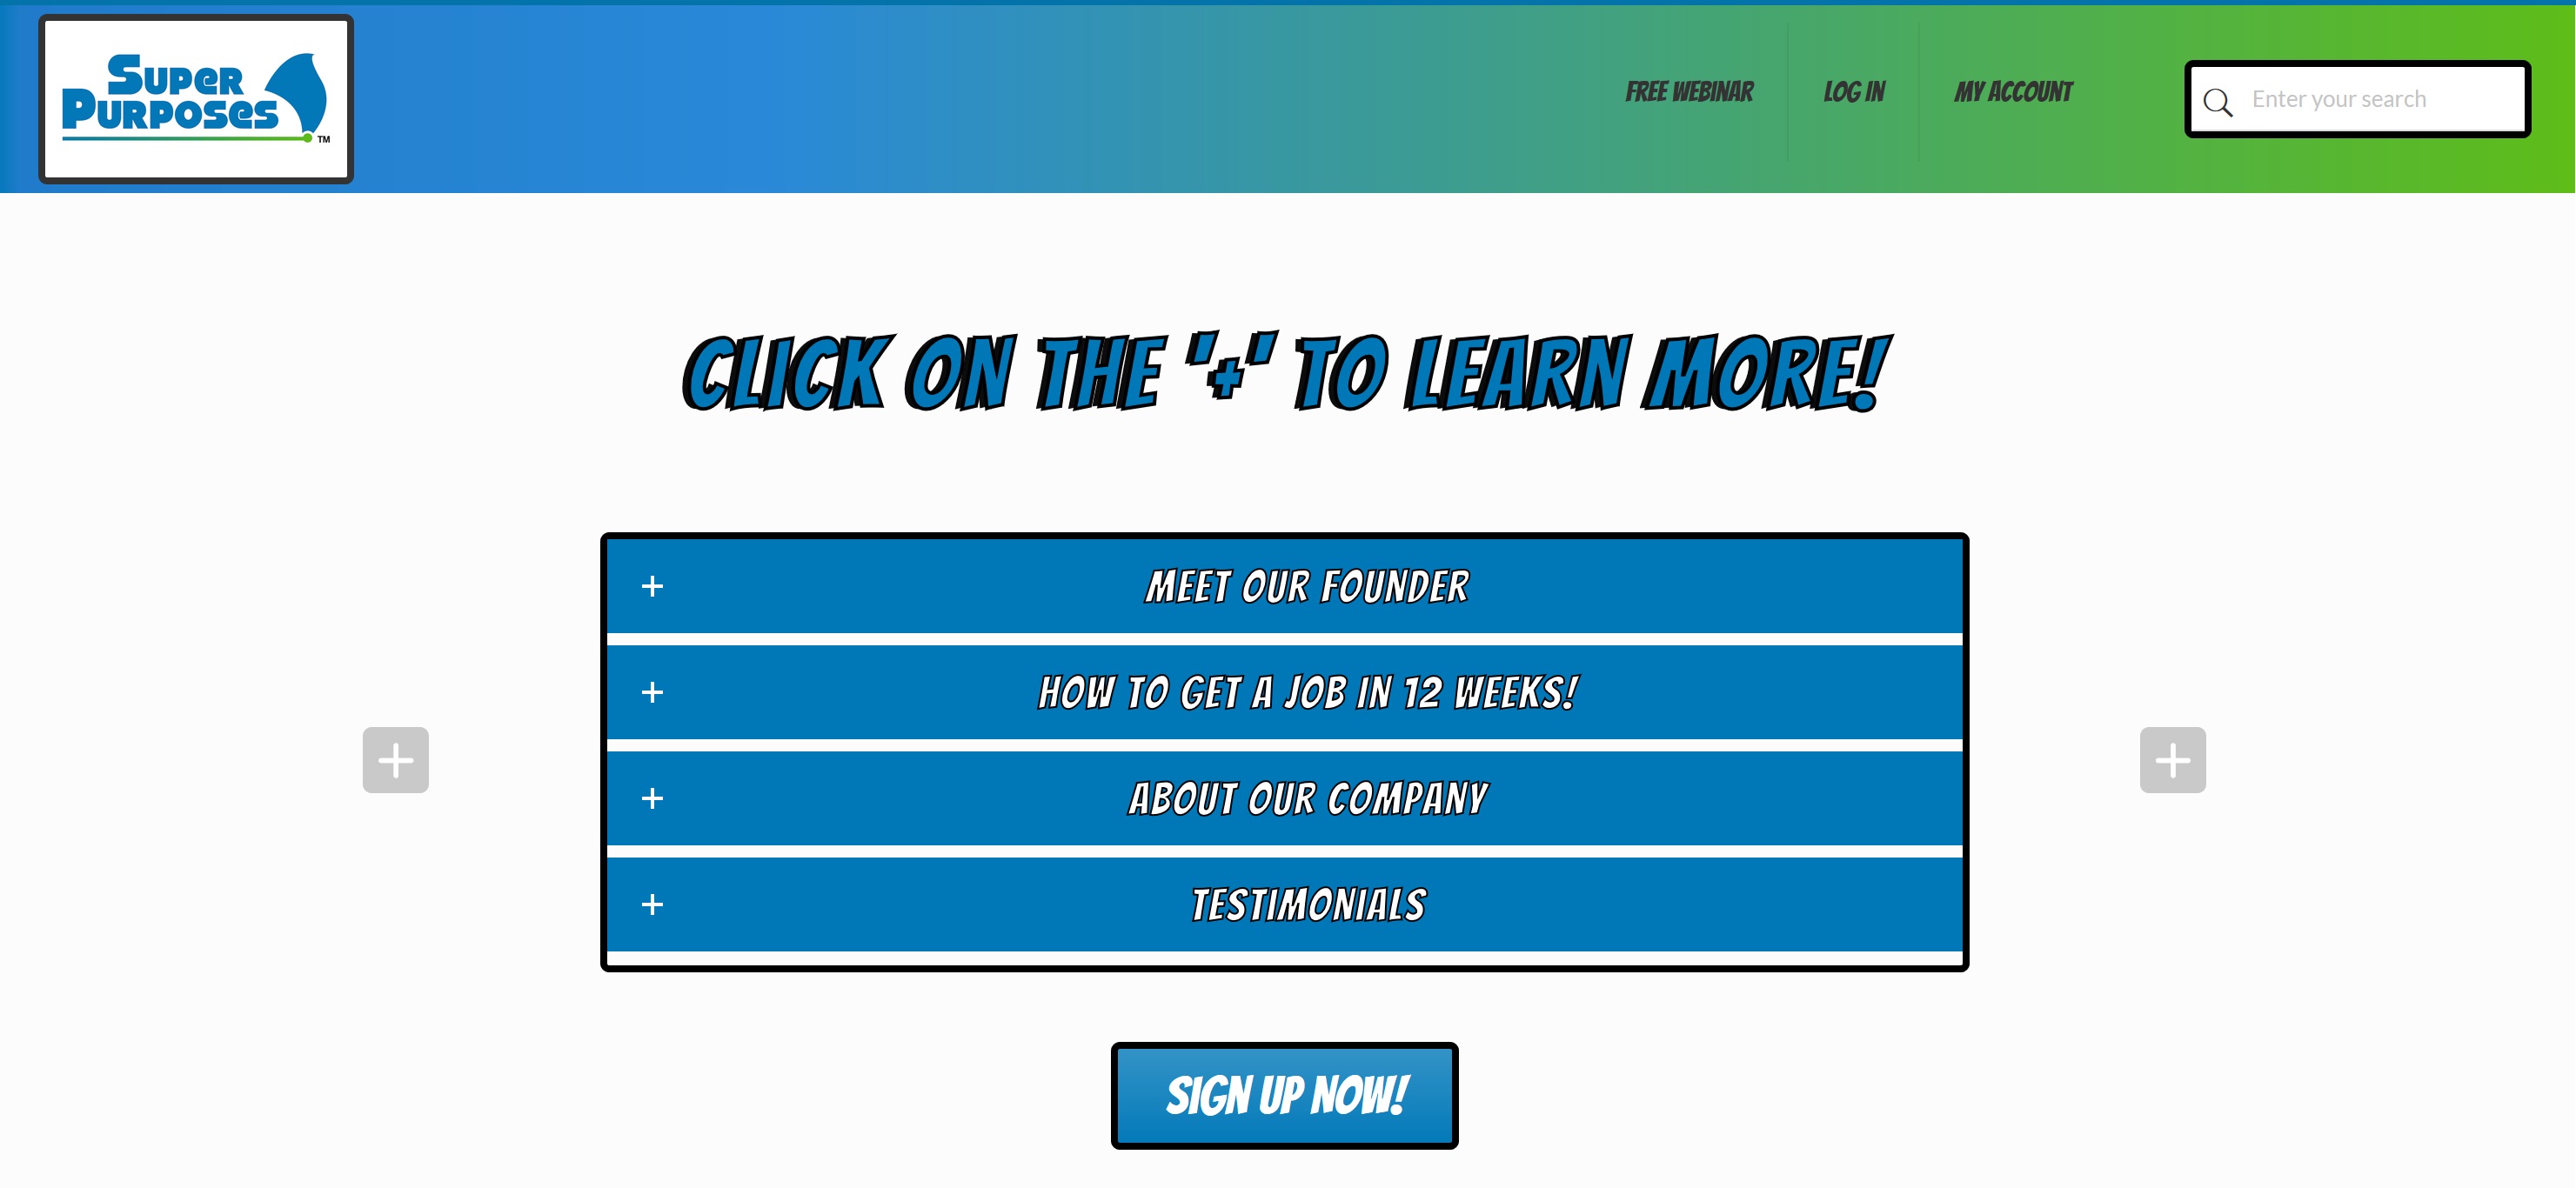 Super
Purposes
TM
FREE WEBINAR
LOG IN
MY ACCOUNT
Enter your search
CLICK ON THE '+' TO LEARN MORE!
+ MEET OUR FOUNDER
+ HOW TO GET A JOB IN 12 WEEKS!
+ ABOUT OUR COMPANY
+ TESTIMONIALS
SIGN UP NOW!